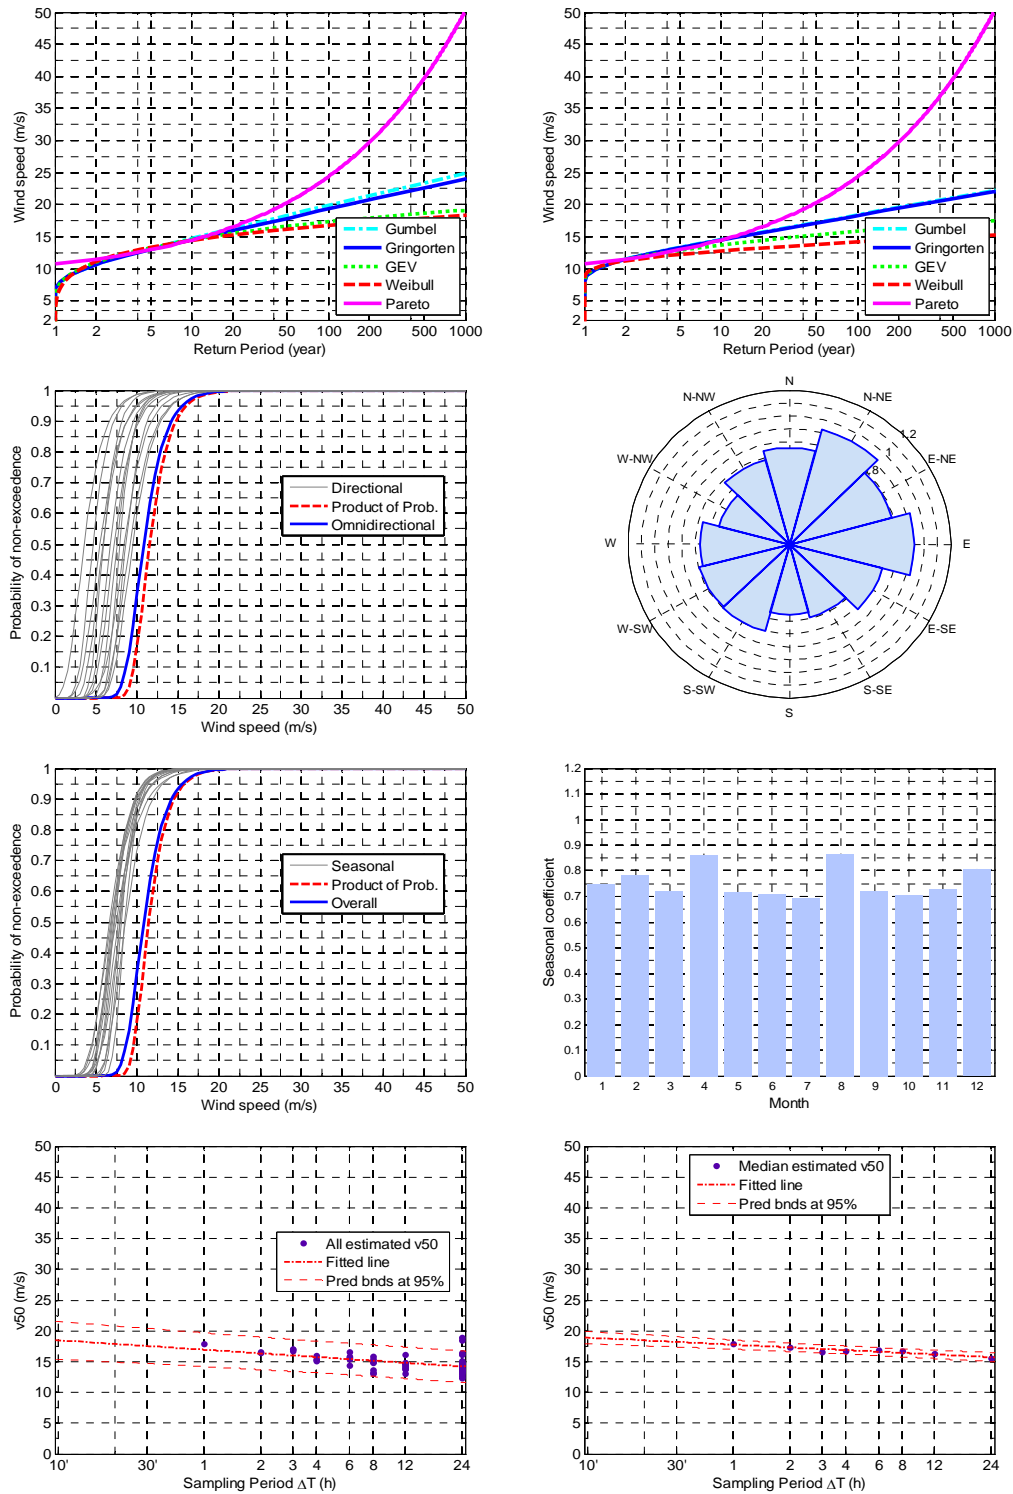 50
45
40
35
30
25
20
15
10
5
2
Wind speed (m/s)
Gumbel
Gringorten
GEV
Weibull
Pareto
1 2 5 10 20 50 100 200 500 1000
Return Period (year)
50
45
40
35
30
25
20
15
10
5
2
Wind speed (m/s)
Gumbel
Gringorten
GEV
Weibull
Pareto
1 2 5 10 20 50 100 200 500 1000
Return Period (year)
1
0.9
0.8
0.7
0.6
0.5
0.4
0.3
0.2
0.1
Probability of non-exceedence
Directional
Product of Prob.
Omnidirectional
0 5 10 15 20 25 30 35 40 45 50
Wind speed (m/s)
N
N-NW N-NE
1.2
W-NW 1 E-NE
.8
W E
W-SW E-SE
S-SW S-SE
S
1
0.9
0.8
0.7
0.6
0.5
0.4
0.3
0.2
0.1
Probability of non-exceedence
Seasonal
Product of Prob.
Overall
0 5 10 15 20 25 30 35 40 45 50
Wind speed (m/s)
1.2
1.1
1
0.9
0.8
0.7
0.6
0.5
0.4
0.3
0.2
0.1
0
Seasonal coefficient
1 2 3 4 5 6 7 8 9 10 11 12
Month
50
45
40
35
30
25
20
15
10
5
0
v50 (m/s)
All estimated v50
Fitted line
Pred bnds at 95%
10' 30' 1 2 3 4 6 8 12 24
Sampling Period ΔT (h)
50
45
40
35
30
25
20
15
10
5
0
v50 (m/s)
Median estimated v50
Fitted line
Pred bnds at 95%
10' 30' 1 2 3 4 6 8 12 24
Sampling Period ΔT (h)